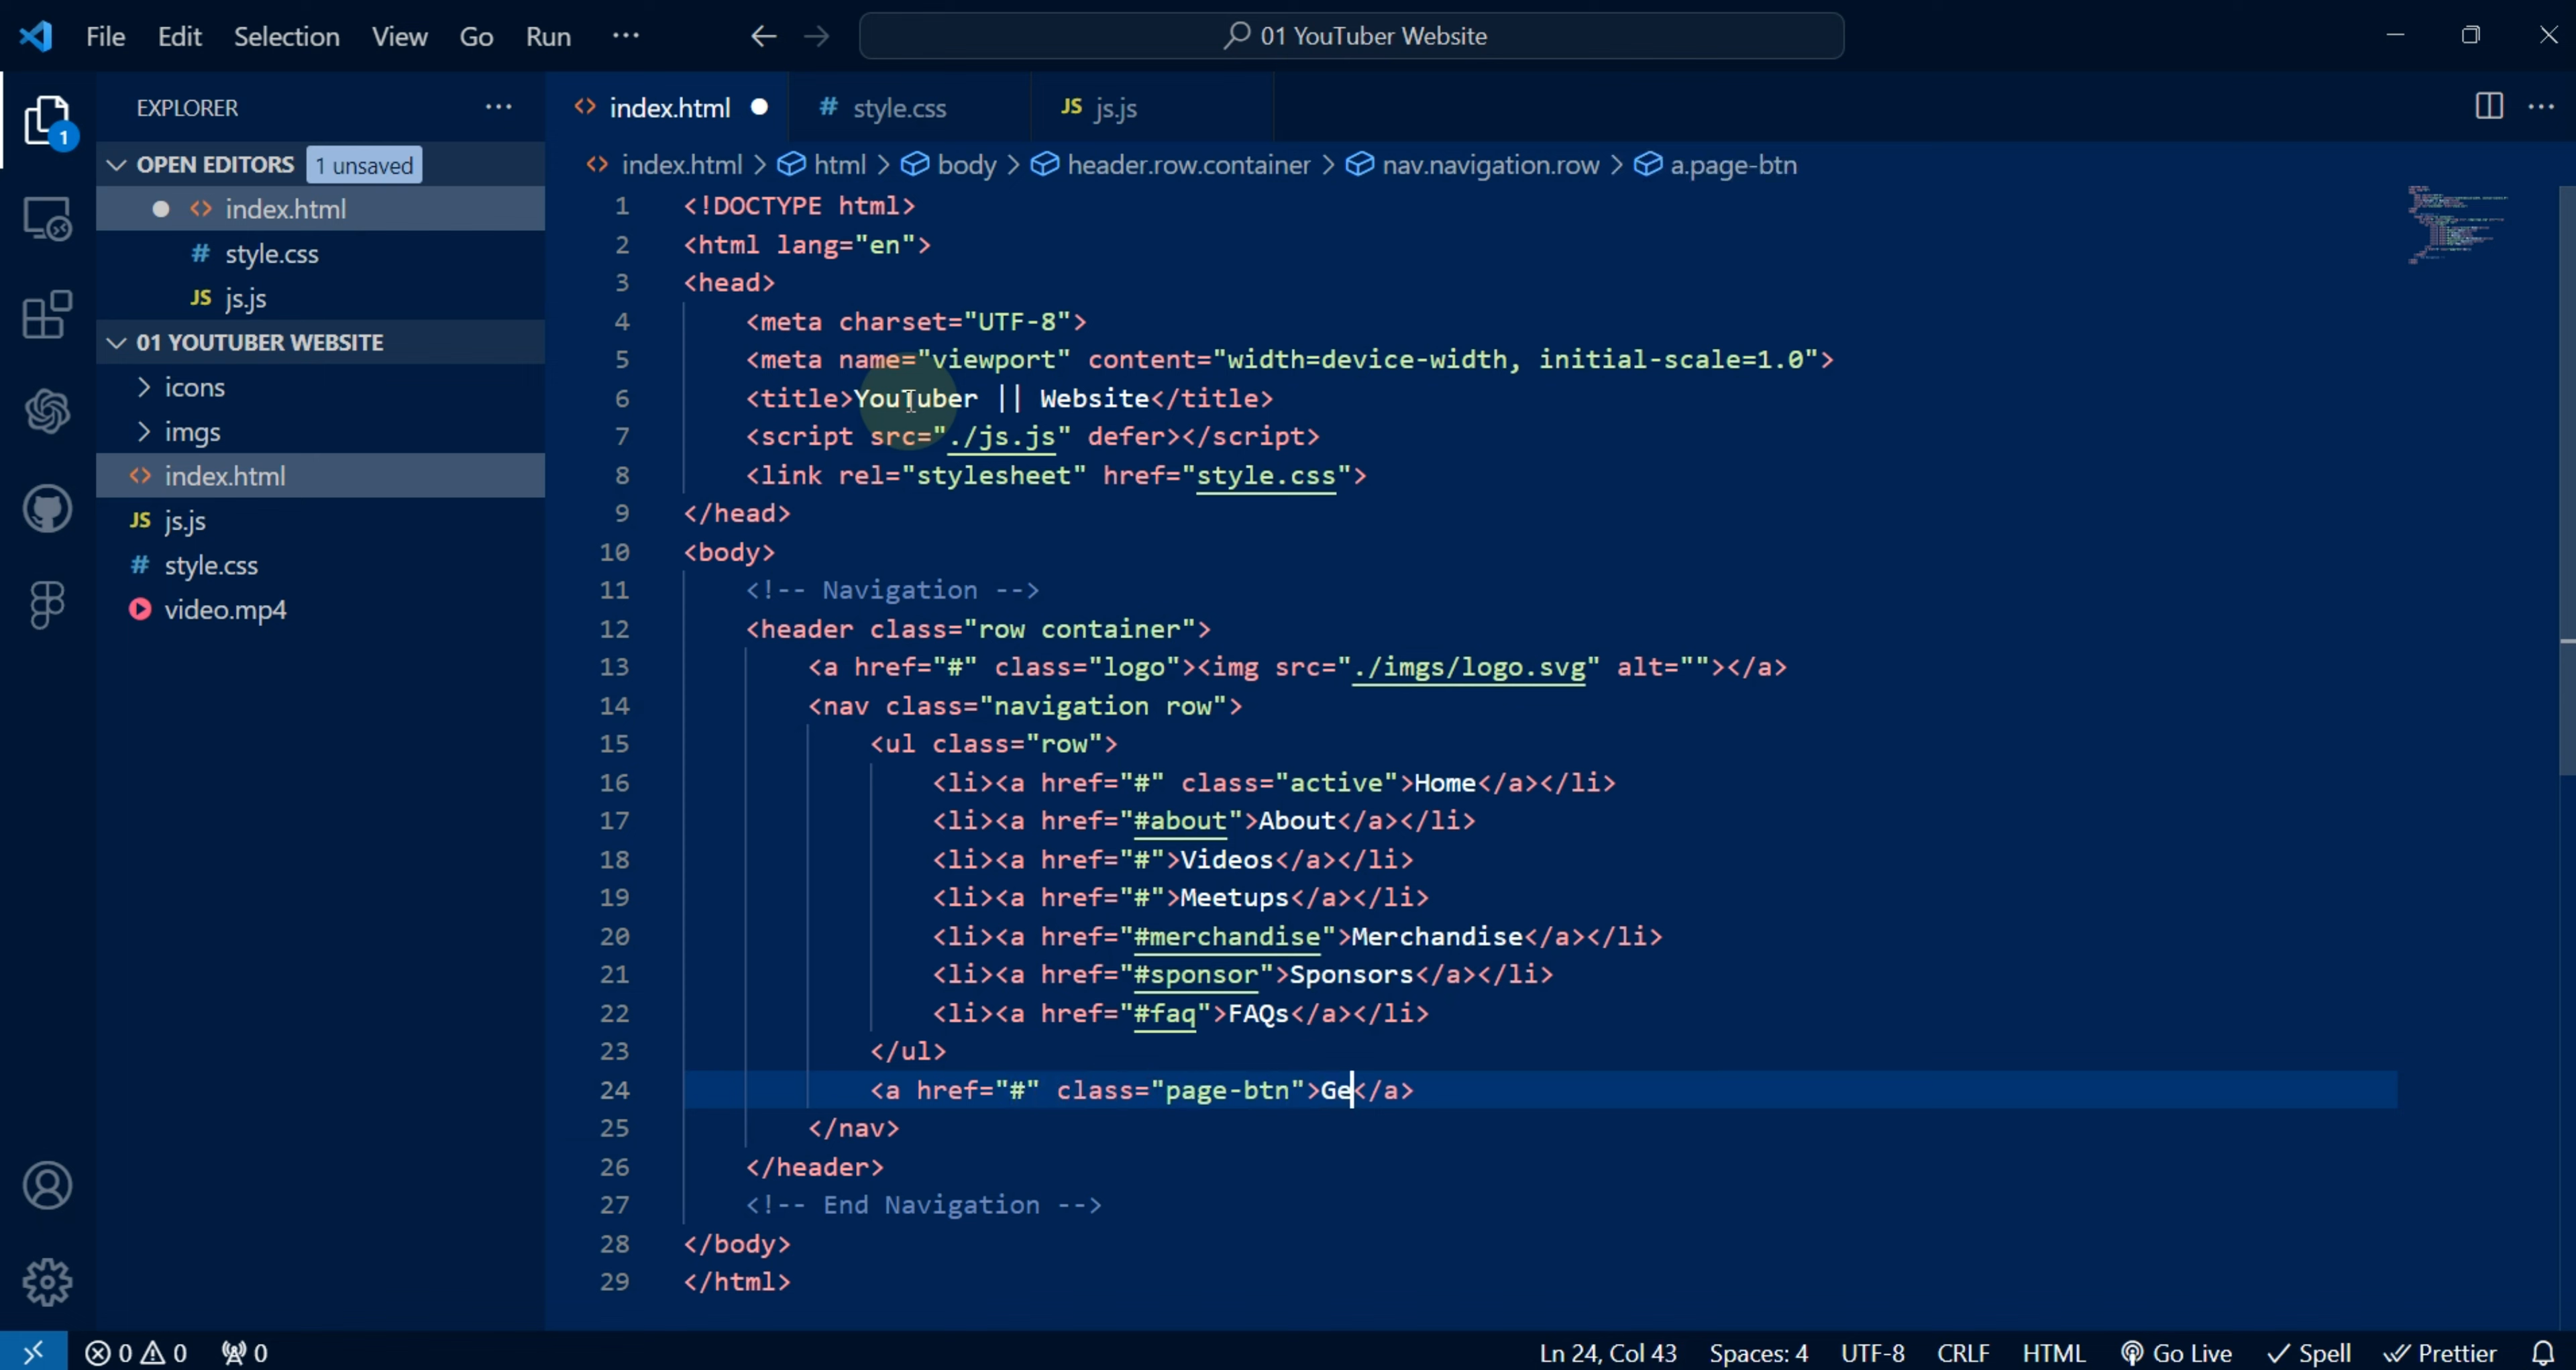 File Edit Selection View Go Run ··· 01 YouTuber Website
EXPLORER ···
OPEN EDITORS 1 unsaved
index.html
style.css
JS js.js
01 YOUTUBER WEBSITE
icons
imgs
index.html
JS js.js
style.css
video.mp4
1
index.html # style.css JS js.js
index.html > html > body > header.row.container > nav.navigation.row > a.page-btn
1 <!DOCTYPE html>
2 <html lang="en">
3 <head>
4 <meta charset="UTF-8">
5 <meta name="viewport" content="width=device-width, initial-scale=1.0">
6 <title>YouTuber || Website</title>
7 <script src="./js.js" defer></script>
8 <link rel="stylesheet" href="style.css">
9 </head>
10 <body>
11 <!-- Navigation -->
12 <header class="row container">
13 <a href="#" class="logo"><img src="./imgs/logo.svg" alt=""></a>
14 <nav class="navigation row">
15 <ul class="row">
16 <li><a href="#" class="active">Home</a></li>
17 <li><a href="#about">About</a></li>
18 <li><a href="#">Videos</a></li>
19 <li><a href="#">Meetups</a></li>
20 <li><a href="#merchandise">Merchandise</a></li>
21 <li><a href="#sponsor">Sponsors</a></li>
22 <li><a href="#faq">FAQs</a></li>
23 </ul>
24 <a href="#" class="page-btn">Ge</a>
25 </nav>
26 </header>
27 <!-- End Navigation -->
28 </body>
29 </html>
0 0 0 Ln 24, Col 43 Spaces: 4 UTF-8 CRLF HTML Go Live Spell Prettier